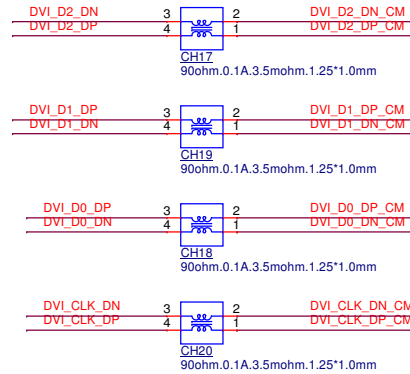 DVI_D2_DN 3 2 DVI_D2_DN_CM
DVI_D2_DP 4 1 DVI_D2_DP_CM
CH17
90ohm.0.1A.3.5mohm.1.25*1.0mm
DVI_D1_DP 3 2 DVI_D1_DP_CM
DVI_D1_DN 4 1 DVI_D1_DN_CM
CH19
90ohm.0.1A.3.5mohm.1.25*1.0mm
DVI_D0_DP 3 2 DVI_D0_DP_CM
DVI_D0_DN 4 1 DVI_D0_DN_CM
CH18
90ohm.0.1A.3.5mohm.1.25*1.0mm
DVI_CLK_DN 3 2 DVI_CLK_DN_CM
DVI_CLK_DP 4 1 DVI_CLK_DP_CM
CH20
90ohm.0.1A.3.5mohm.1.25*1.0mm